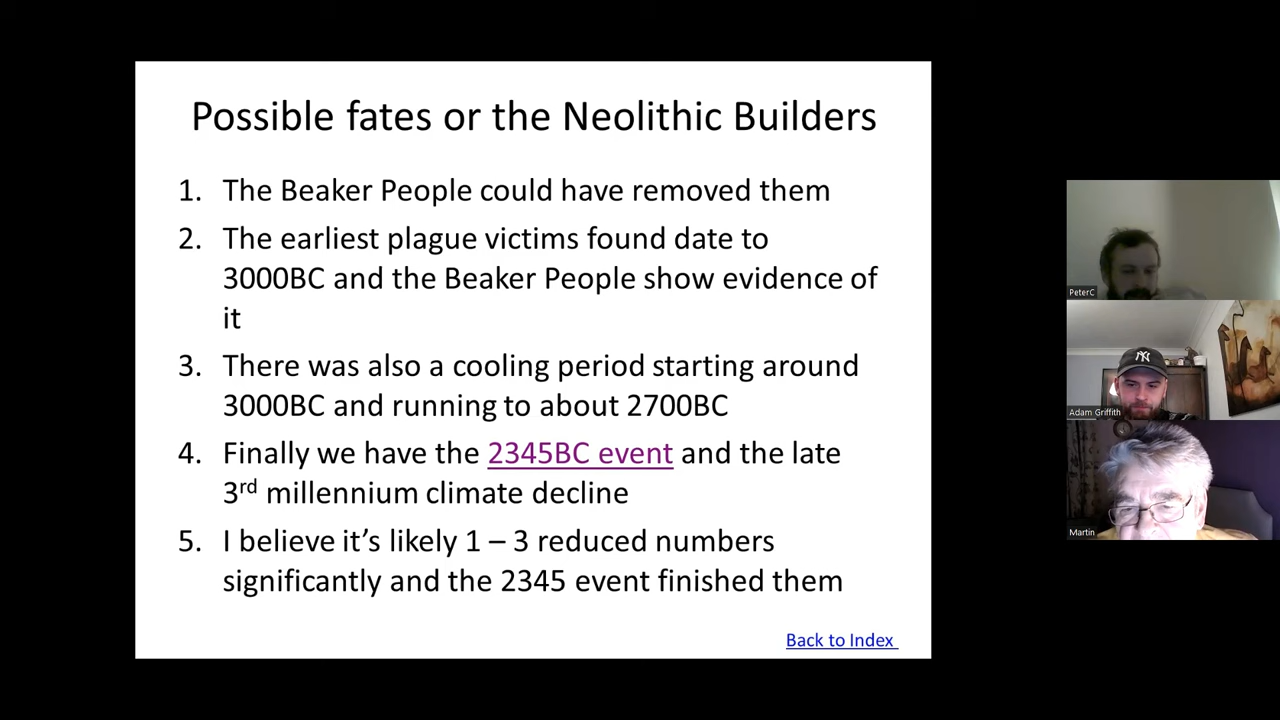 Possible fates or the Neolithic Builders
1. The Beaker People could have removed them
2. The earliest plague victims found date to
3000BC and the Beaker People show evidence of
it
3. There was also a cooling period starting around
3000BC and running to about 2700BC
4. Finally we have the 2345BC event and the late
3rd millennium climate decline
5. I believe it’s likely 1 – 3 reduced numbers
significantly and the 2345 event finished them
Back to Index
PeterC
NY
Adam Griffith
Martin